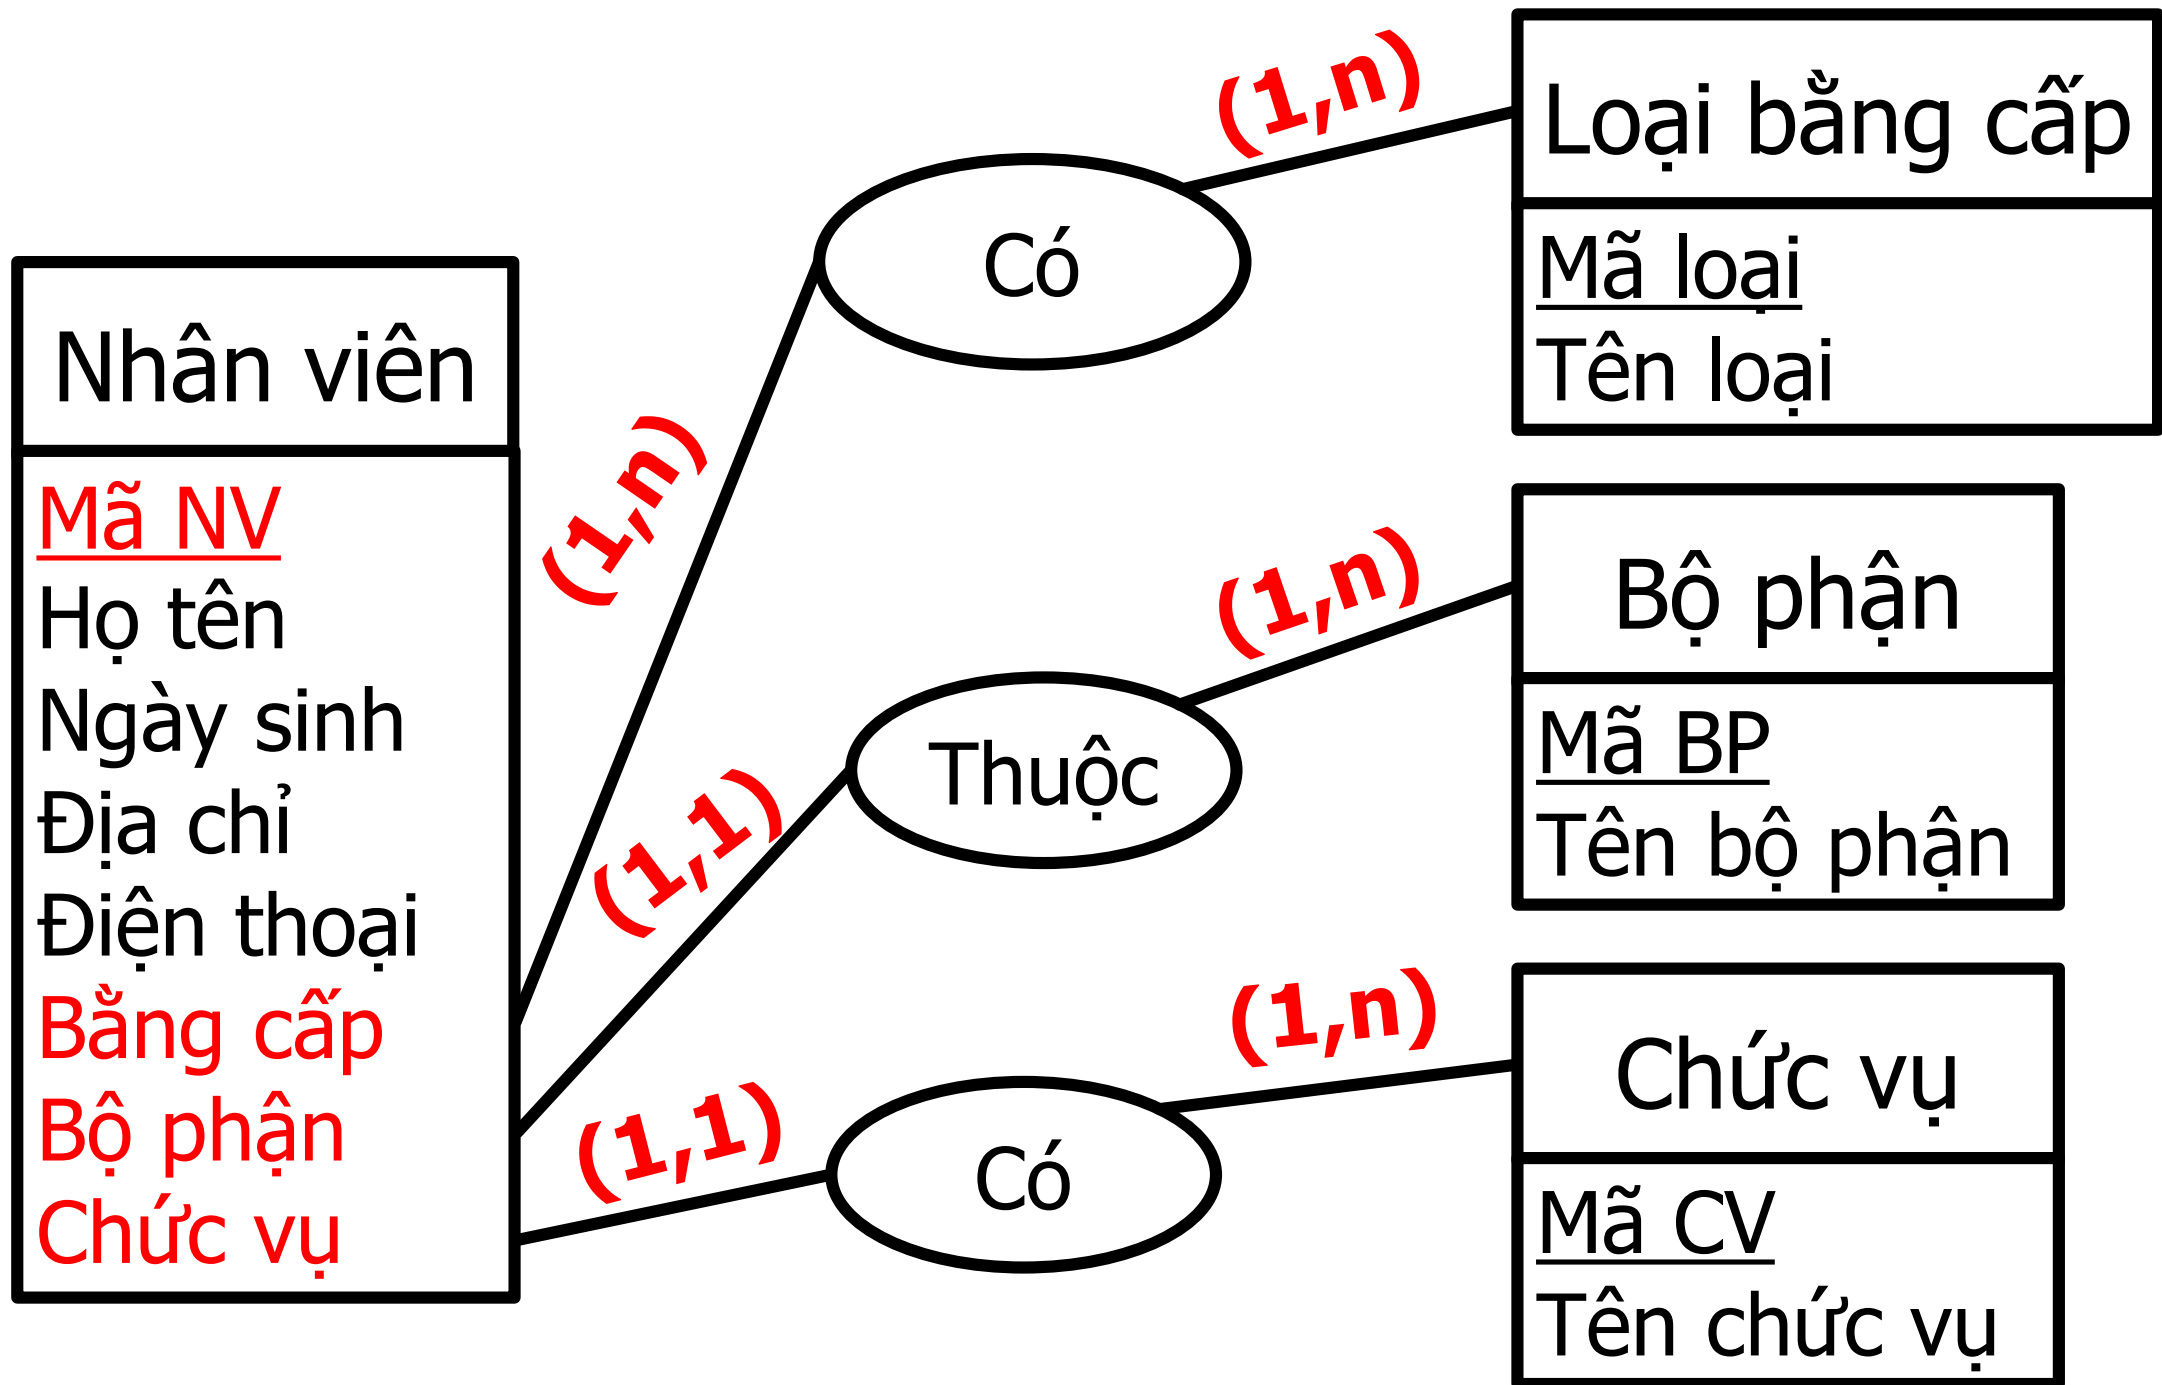 Nhân viên
Mã NV
Họ tên
Ngày sinh
Địa chỉ
Điện thoại
Bằng cấp
Bộ phận
Chức vụ
(1,n)
Có
(1,n)
Loại bằng cấp
Mã loại
Tên loại
(1,1)
Thuộc
(1,n)
Bộ phận
Mã BP
Tên bộ phận
(1,1)
Có
(1,n)
Chức vụ
Mã CV
Tên chức vụ